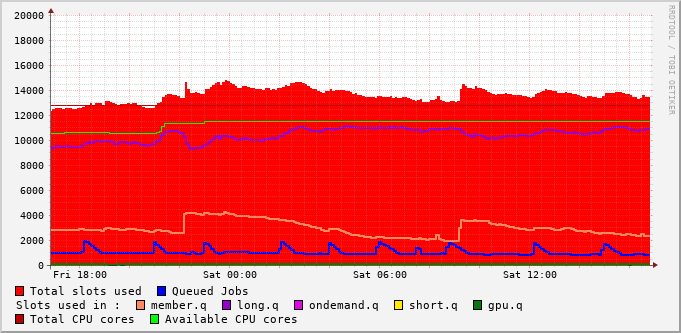 20000
18000
16000
14000
12000
10000
8000
6000
4000
2000
0
Fri 18:00 Sat 00:00 Sat 06:00 Sat 12:00
Total slots used Queued Jobs
Slots used in : member.q long.q ondemand.q short.q gpu.q
Total CPU cores Available CPU cores
RRDTOOL / TOBI OETIKER